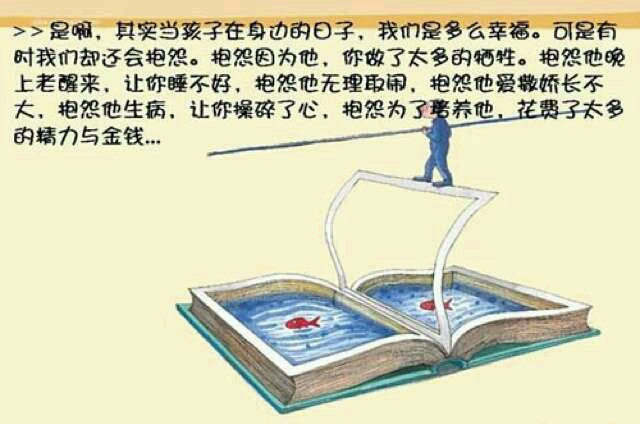 >> 是啊，其实当孩子在身边的日子，我们是多么幸福。可是有
时我们却还会抱怨。抱怨因为他，你做了太多的牺牲。抱怨他晚
上老醒来，让你睡不好，抱怨他无理取闹，抱怨他爱撒娇长不
大，抱怨他生病，让你操碎了心，抱怨为了培养他，花费了太多
的精力与金钱...